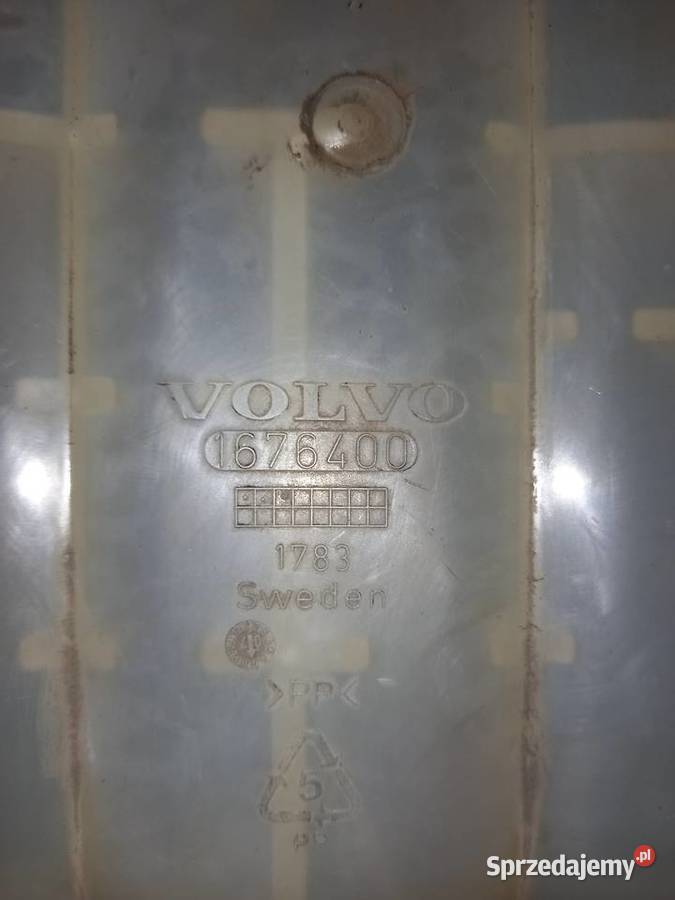 VOLVO
1676400
1783
Sweden
>PP<
5
Sprzedajemy.pl